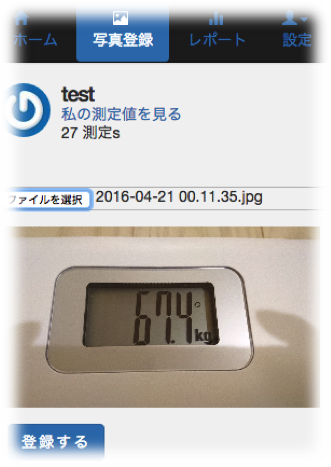 ホーム 写真登録 レポート 設定
test
私の測定値を見る
27 測定s
ファイルを選択 2016-04-21 00.11.35.jpg
67.4 kg
登録する